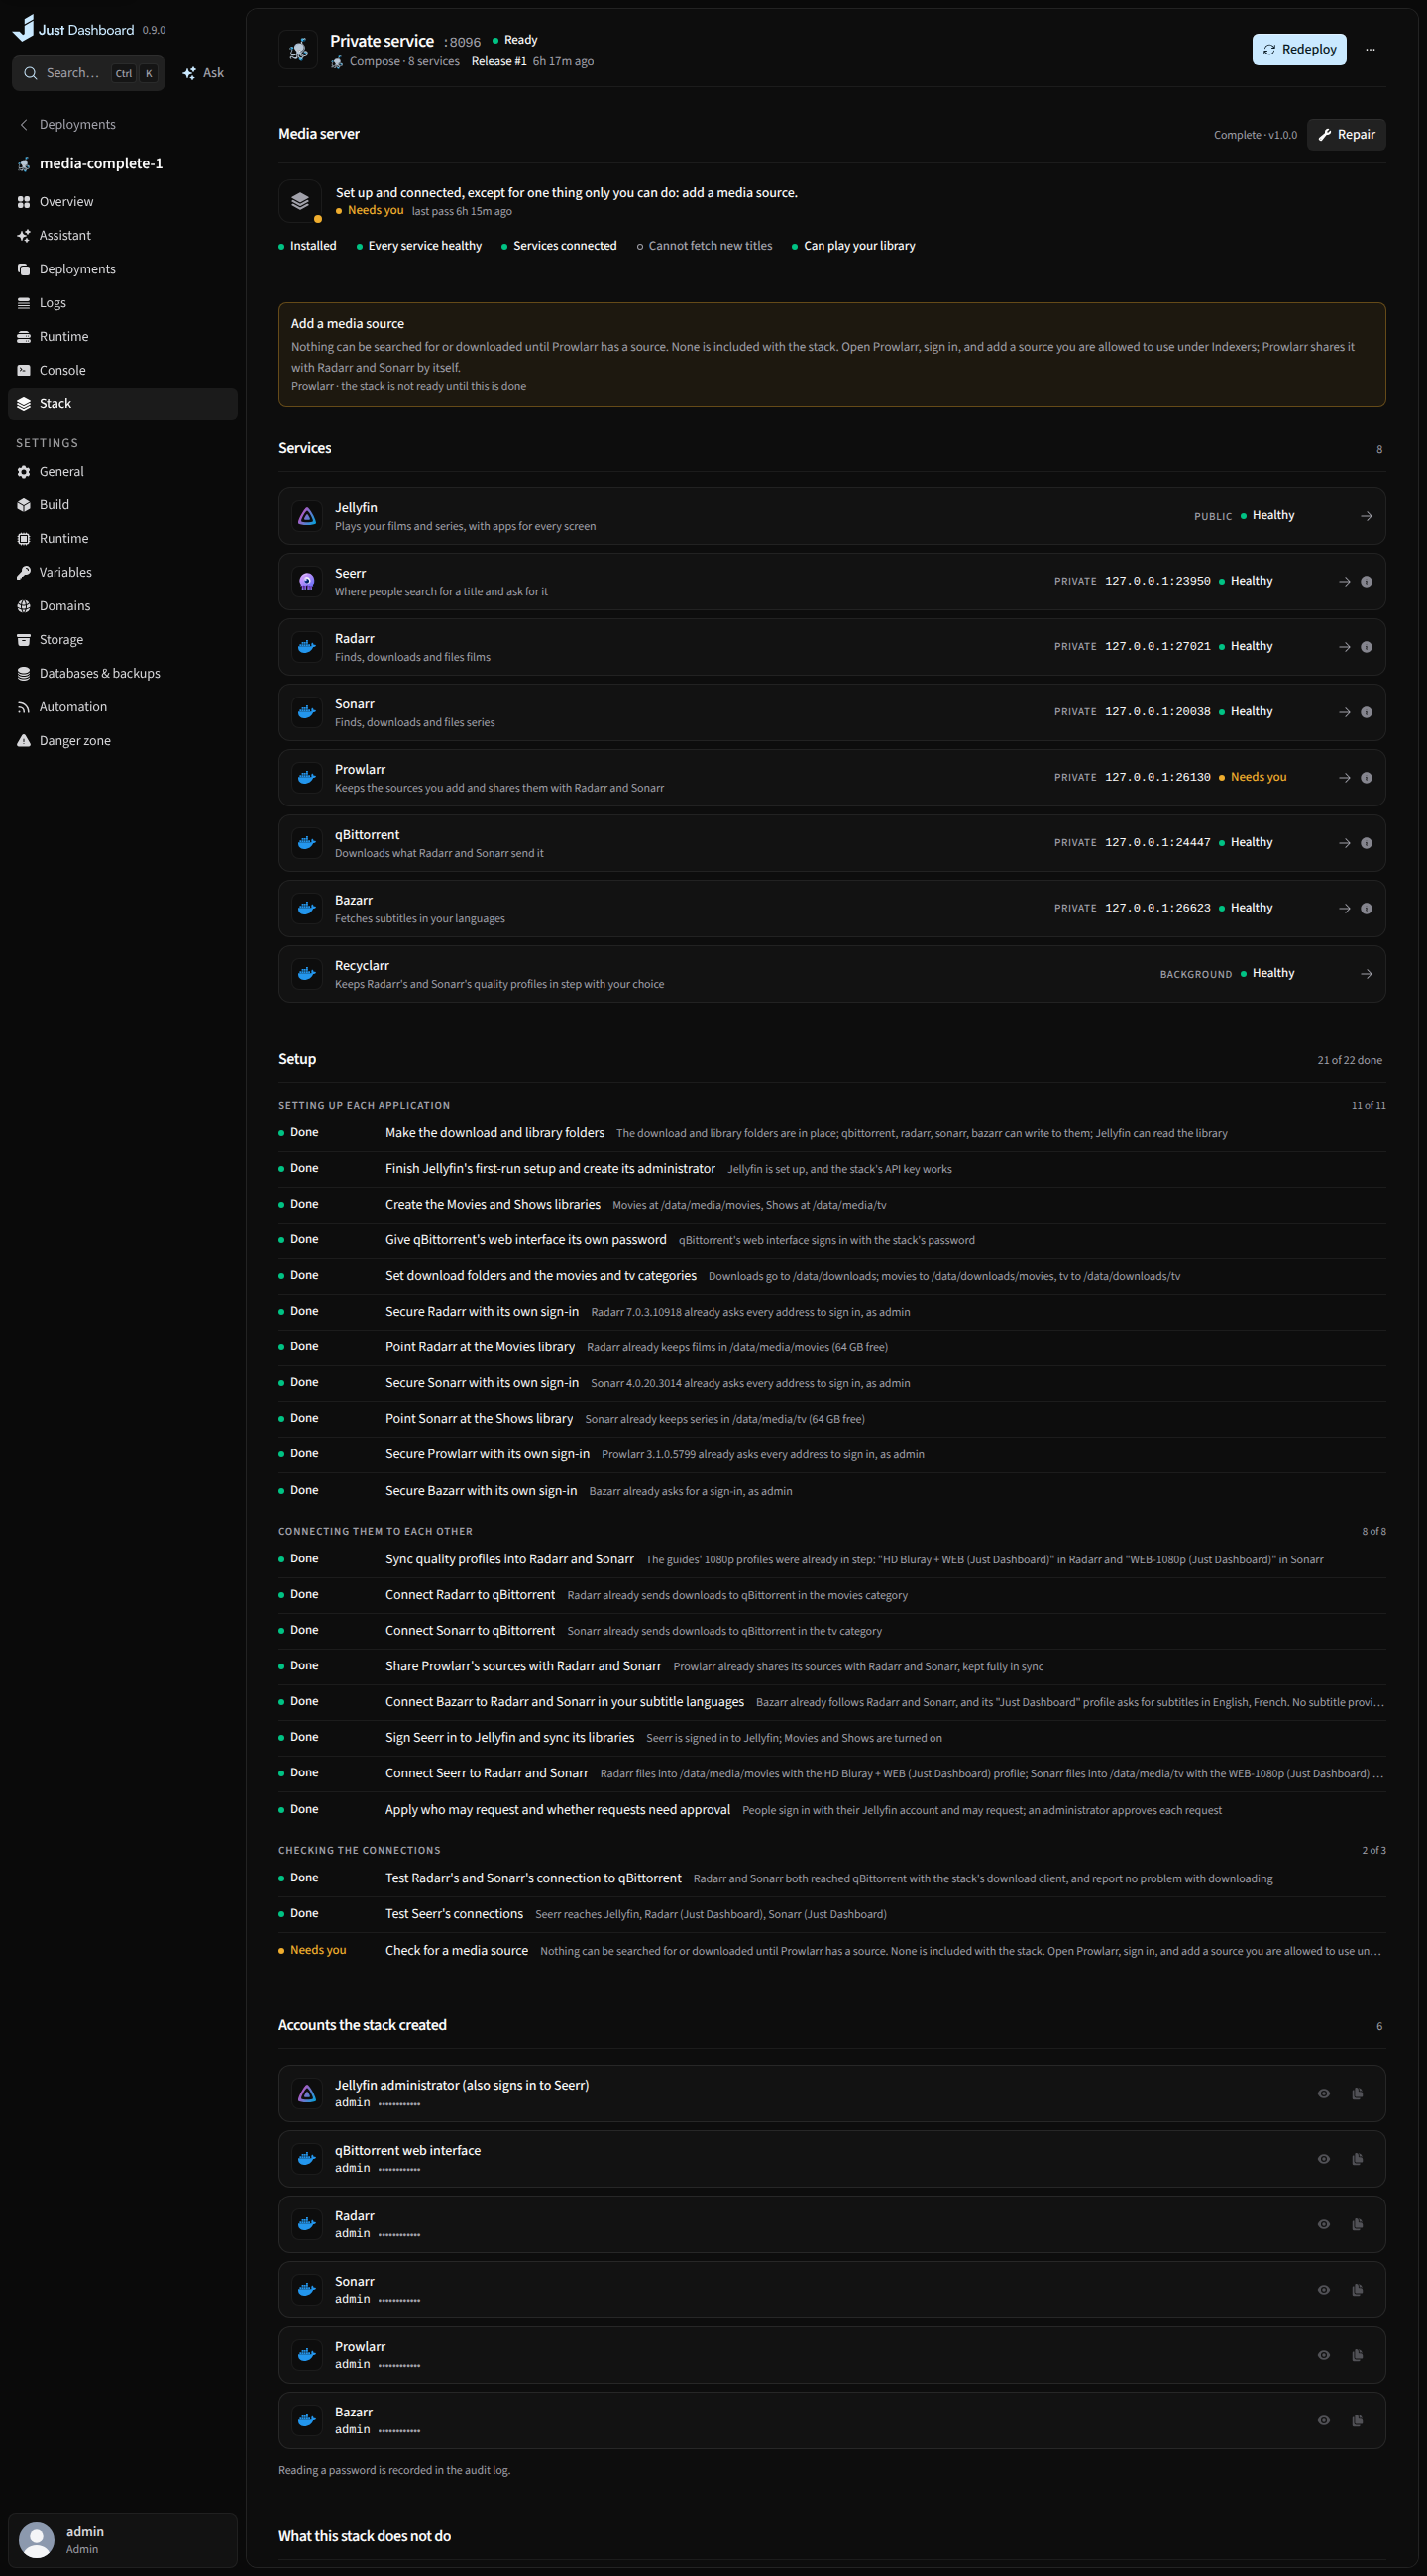 Just Dashboard 0.9.0
Search… Ctrl K Ask
Deployments
media-complete-1
Overview
Assistant
Deployments
Logs
Runtime
Console
Stack
SETTINGS
General
Build
Runtime
Variables
Domains
Storage
Databases & backups
Automation
Danger zone
admin
Admin
Private service :8096 Ready
Compose · 8 services Release #1 6h 17m ago
Redeploy
Media server
Complete · v1.0.0 Repair
Set up and connected, except for one thing only you can do: add a media source.
Needs you last pass 6h 15m ago
Installed Every service healthy Services connected Cannot fetch new titles Can play your library
Add a media source
Nothing can be searched for or downloaded until Prowlarr has a source. None is included with the stack. Open Prowlarr, sign in, and add a source you are allowed to use under Indexers; Prowlarr shares it
with Radarr and Sonarr by itself.
Prowlarr · the stack is not ready until this is done
Services 8
Jellyfin
Plays your films and series, with apps for every screen
PUBLIC Healthy
Seerr
Where people search for a title and ask for it
PRIVATE 127.0.0.1:23950 Healthy
Radarr
Finds, downloads and files films
PRIVATE 127.0.0.1:27021 Healthy
Sonarr
Finds, downloads and files series
PRIVATE 127.0.0.1:20038 Healthy
Prowlarr
Keeps the sources you add and shares them with Radarr and Sonarr
PRIVATE 127.0.0.1:26130 Needs you
qBittorrent
Downloads what Radarr and Sonarr send it
PRIVATE 127.0.0.1:24447 Healthy
Bazarr
Fetches subtitles in your languages
PRIVATE 127.0.0.1:26623 Healthy
Recyclarr
Keeps Radarr's and Sonarr's quality profiles in step with your choice
BACKGROUND Healthy
Setup 21 of 22 done
SETTING UP EACH APPLICATION 11 of 11
Done Make the download and library folders The download and library folders are in place; qbittorrent, radarr, sonarr, bazarr can write to them; Jellyfin can read the library
Done Finish Jellyfin's first-run setup and create its administrator Jellyfin is set up, and the stack's API key works
Done Create the Movies and Shows libraries Movies at /data/media/movies, Shows at /data/media/tv
Done Give qBittorrent's web interface its own password qBittorrent's web interface signs in with the stack's password
Done Set download folders and the movies and tv categories Downloads go to /data/downloads; movies to /data/downloads/movies, tv to /data/downloads/tv
Done Secure Radarr with its own sign-in Radarr 7.0.3.10918 already asks every address to sign in, as admin
Done Point Radarr at the Movies library Radarr already keeps films in /data/media/movies (64 GB free)
Done Secure Sonarr with its own sign-in Sonarr 4.0.20.3014 already asks every address to sign in, as admin
Done Point Sonarr at the Shows library Sonarr already keeps series in /data/media/tv (64 GB free)
Done Secure Prowlarr with its own sign-in Prowlarr 3.1.0.5799 already asks every address to sign in, as admin
Done Secure Bazarr with its own sign-in Bazarr already asks for a sign-in, as admin
CONNECTING THEM TO EACH OTHER 8 of 8
Done Sync quality profiles into Radarr and Sonarr The guides' 1080p profiles were already in step: "HD Bluray + WEB (Just Dashboard)" in Radarr and "WEB-1080p (Just Dashboard)" in Sonarr
Done Connect Radarr to qBittorrent Radarr already sends downloads to qBittorrent in the movies category
Done Connect Sonarr to qBittorrent Sonarr already sends downloads to qBittorrent in the tv category
Done Share Prowlarr's sources with Radarr and Sonarr Prowlarr already shares its sources with Radarr and Sonarr, kept fully in sync
Done Connect Bazarr to Radarr and Sonarr in your subtitle languages Bazarr already follows Radarr and Sonarr, and its "Just Dashboard" profile asks for subtitles in English, French. No subtitle provi…
Done Sign Seerr in to Jellyfin and sync its libraries Seerr is signed in to Jellyfin; Movies and Shows are turned on
Done Connect Seerr to Radarr and Sonarr Radarr files into /data/media/movies with the HD Bluray + WEB (Just Dashboard) profile; Sonarr files into /data/media/tv with the WEB-1080p (Just Dashboard) …
Done Apply who may request and whether requests need approval People sign in with their Jellyfin account and may request; an administrator approves each request
CHECKING THE CONNECTIONS 2 of 3
Done Test Radarr's and Sonarr's connection to qBittorrent Radarr and Sonarr both reached qBittorrent with the stack's download client, and report no problem with downloading
Done Test Seerr's connections Seerr reaches Jellyfin, Radarr (Just Dashboard), Sonarr (Just Dashboard)
Needs you Check for a media source Nothing can be searched for or downloaded until Prowlarr has a source. None is included with the stack. Open Prowlarr, sign in, and add a source you are allowed to use un…
Accounts the stack created 6
Jellyfin administrator (also signs in to Seerr)
admin ••••••••••••
qBittorrent web interface
admin ••••••••••••
Radarr
admin ••••••••••••
Sonarr
admin ••••••••••••
Prowlarr
admin ••••••••••••
Bazarr
admin ••••••••••••
Reading a password is recorded in the audit log.
What this stack does not do